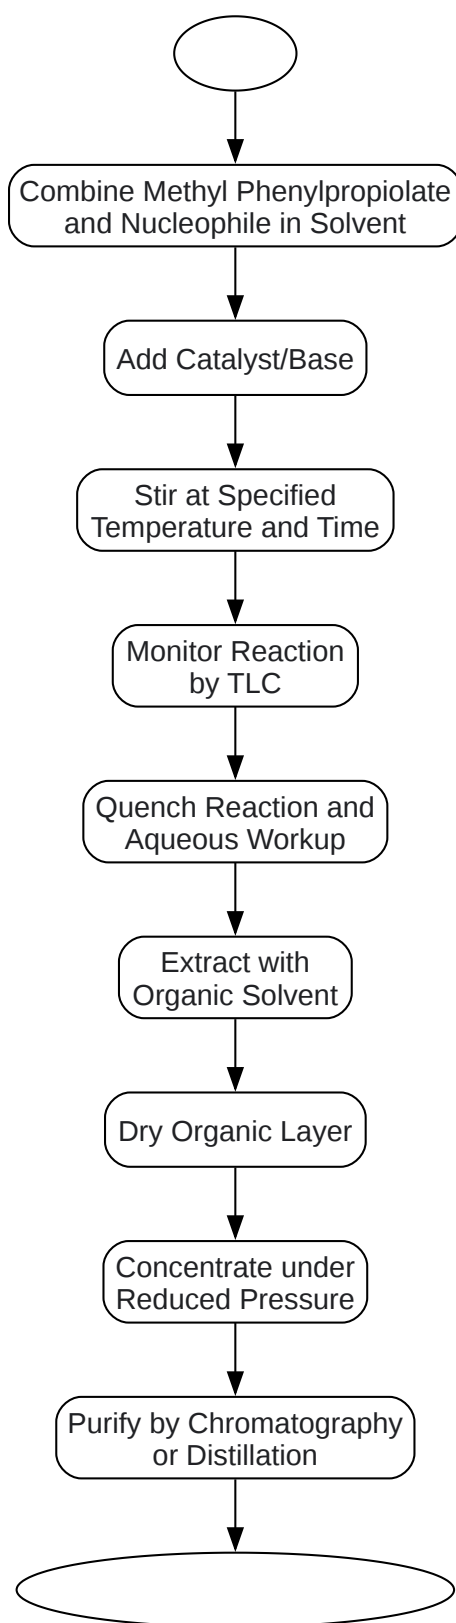 Combine Methyl Phenylpropiolate
and Nucleophile in Solvent
Add Catalyst/Base
Stir at Specified
Temperature and Time
Monitor Reaction
by TLC
Quench Reaction and
Aqueous Workup
Extract with
Organic Solvent
Dry Organic Layer
Concentrate under
Reduced Pressure
Purify by Chromatography
or Distillation